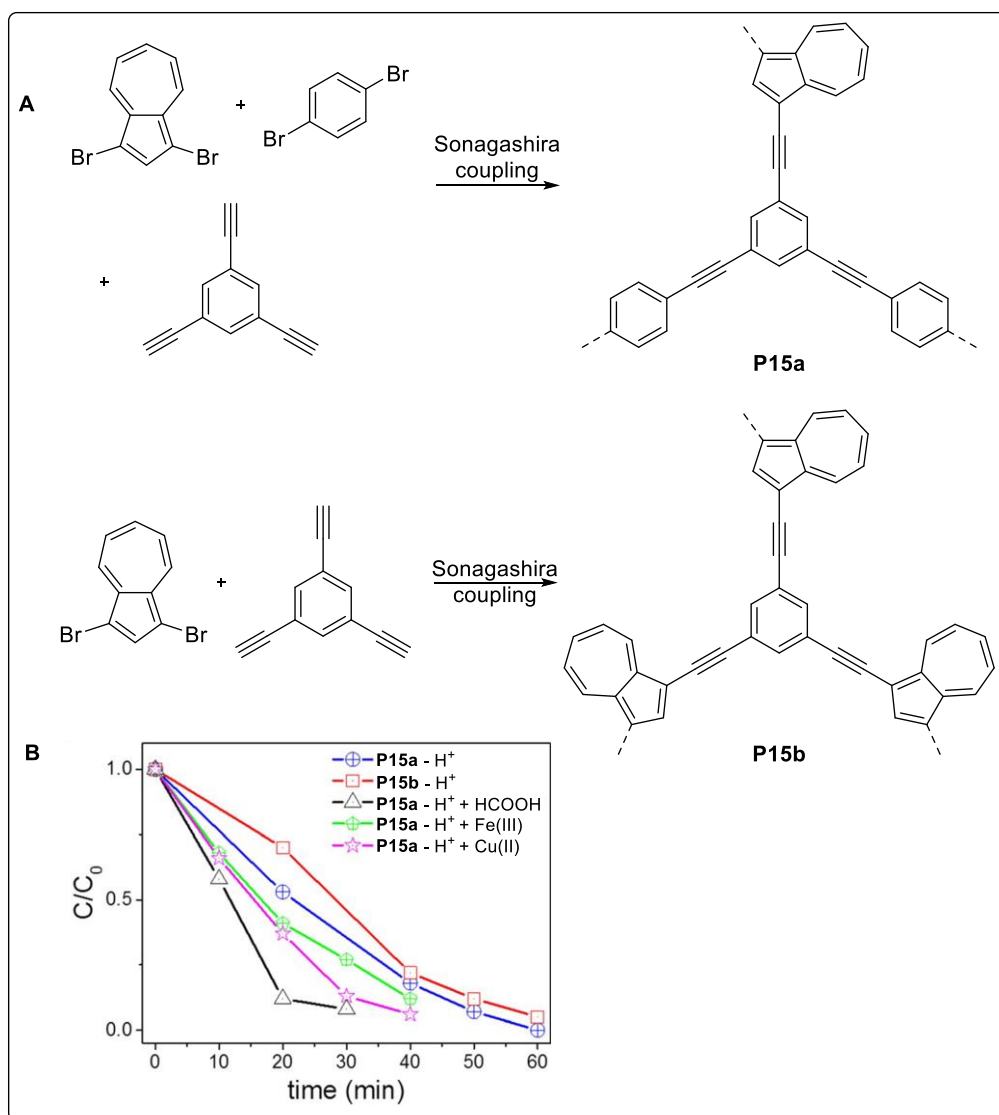 A
Br
Br
+
Br
Br
+
Sonagashira
coupling
P15a
Br
Br
+
Sonagashira
coupling
P15b
B
P15a - H⁺
P15b - H⁺
P15a - H⁺ + HCOOH
P15a - H⁺ + Fe(III)
P15a - H⁺ + Cu(II)
C/C₀
1.0
0.5
0.0
0 10 20 30 40 50 60
time (min)